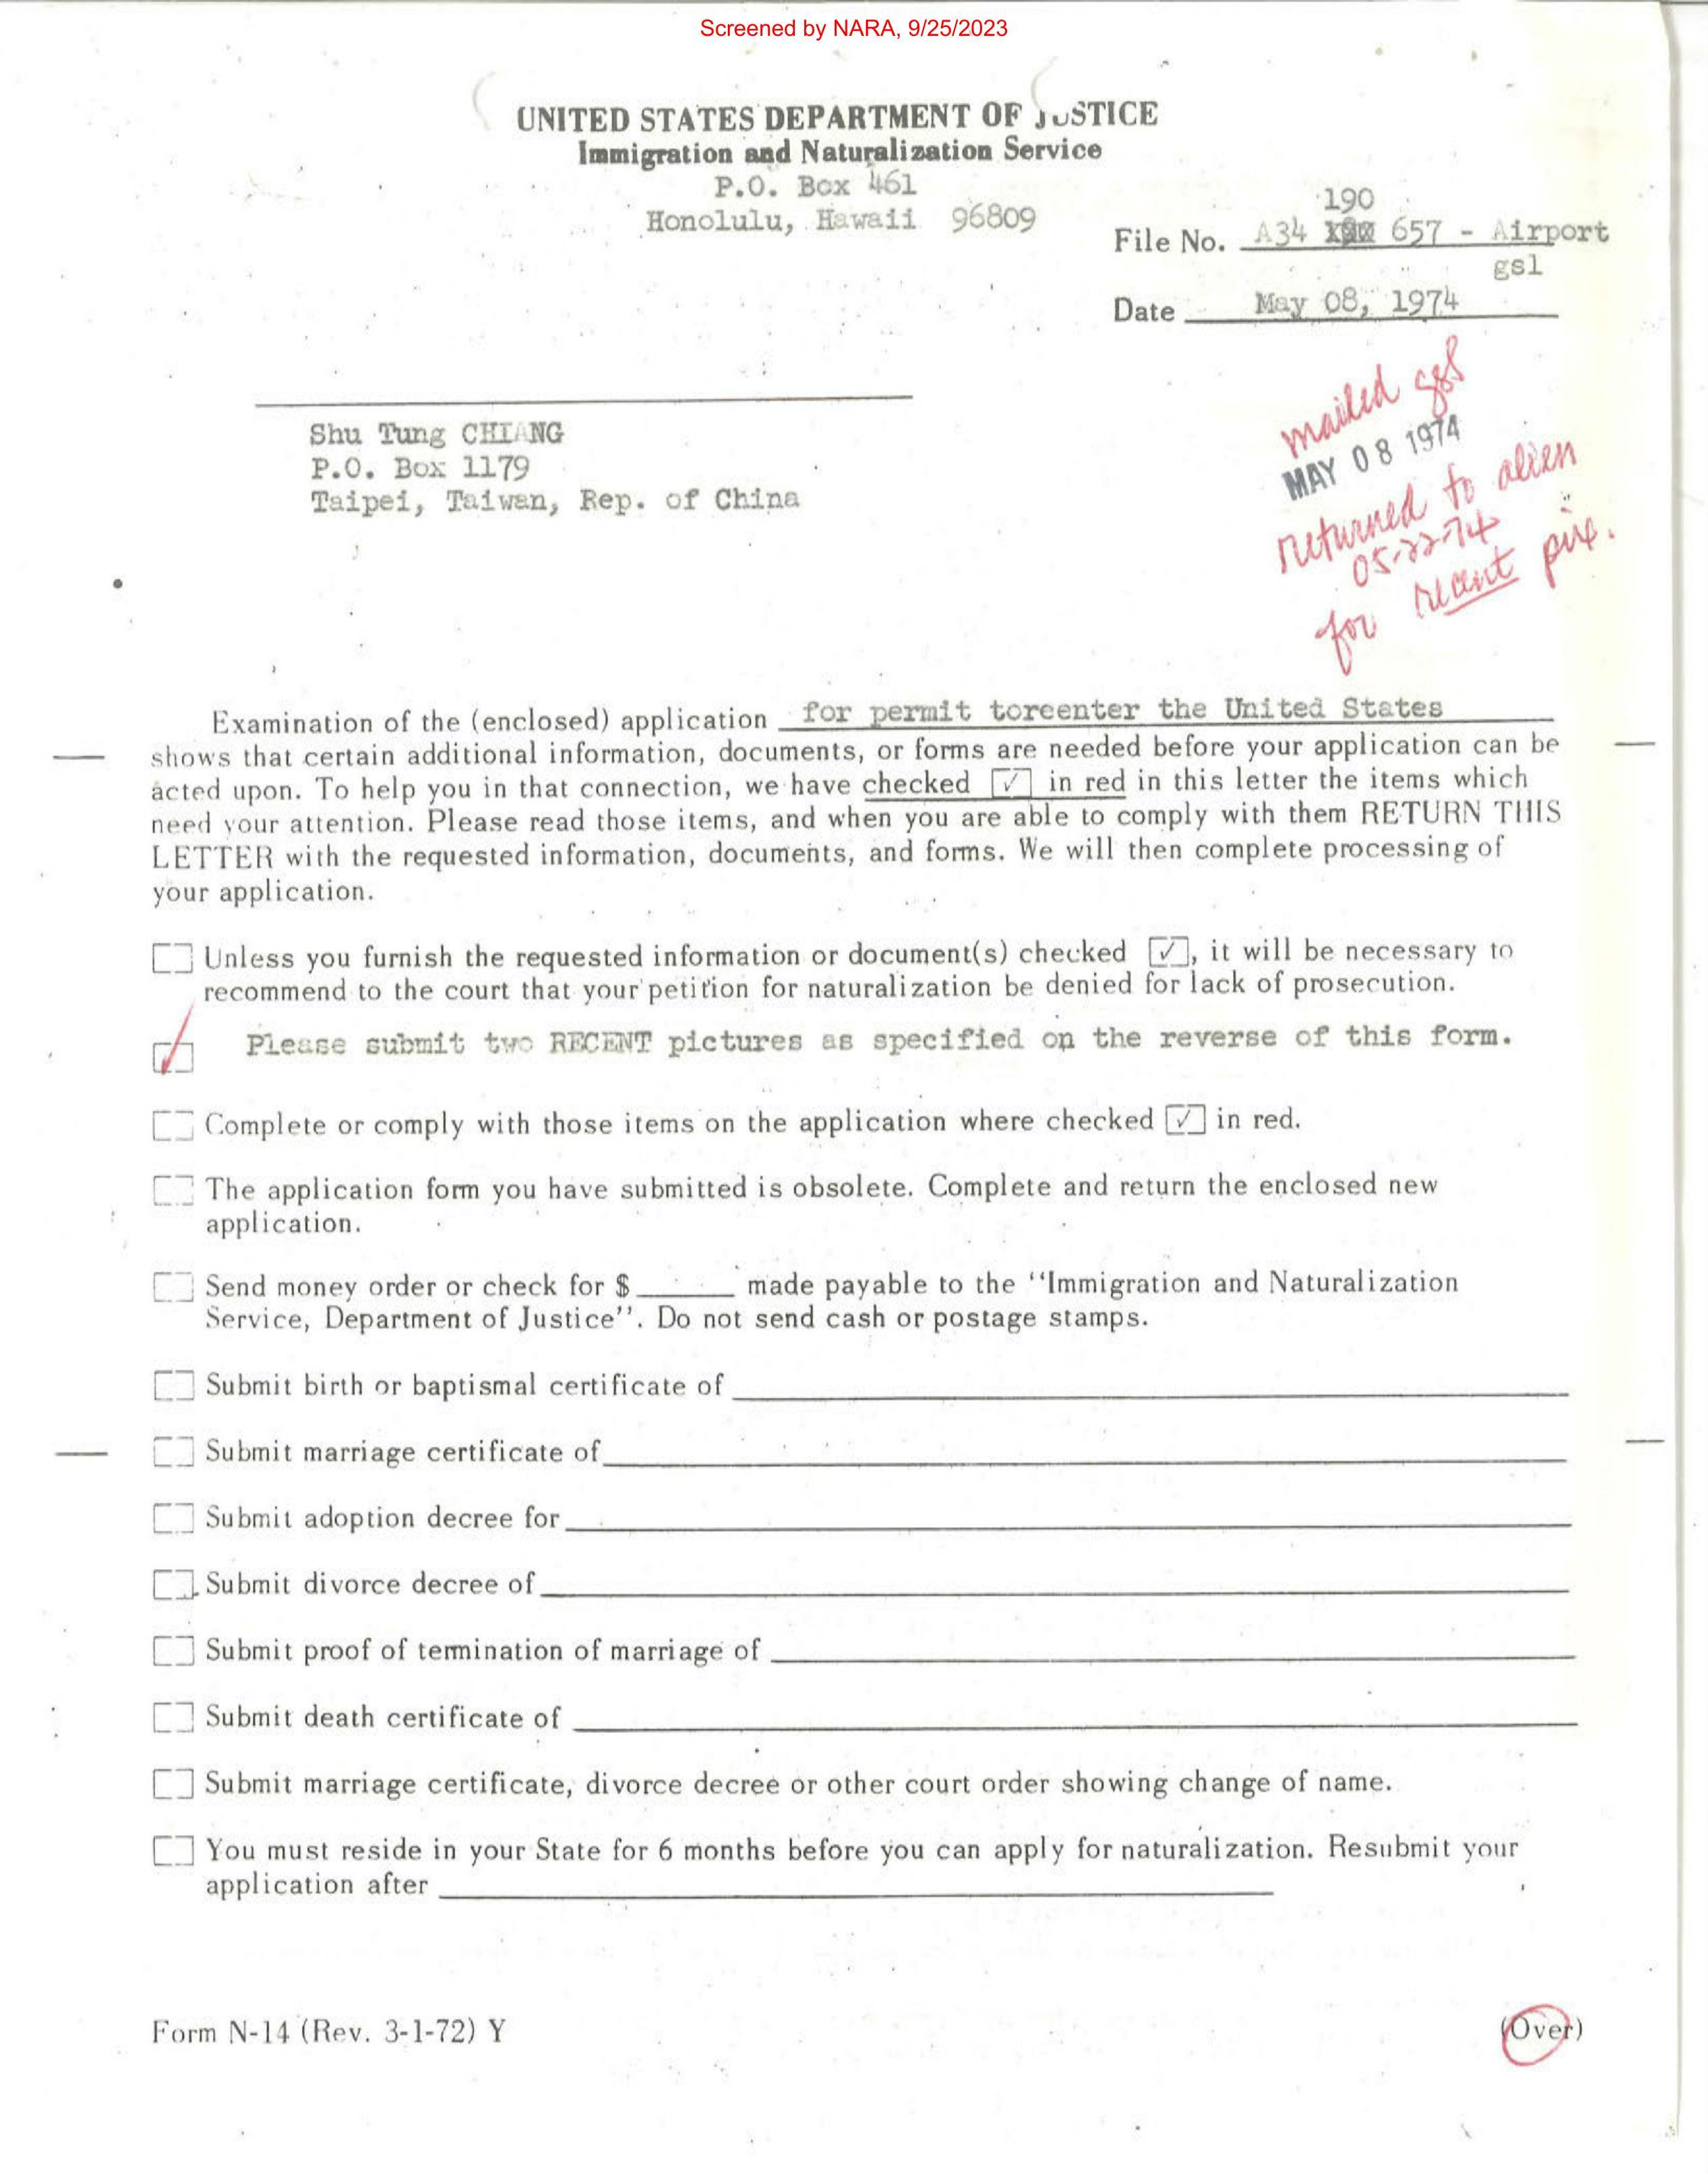 Screened by NARA, 9/25/2023
UNITED STATES DEPARTMENT OF JUSTICE
Immigration and Naturalization Service
P.O. Box 461
Honolulu, Hawaii 96809
190
File No. A34 657 - Airport
gsl
Date May 08, 1974
mailed gsl
MAY 08 1974
returned to alien
05-22-74
for recent pix.
Shu Tung CHIANG
P.O. Box 1179
Taipei, Taiwan, Rep. of China
Examination of the (enclosed) application for permit toreenter the United States
shows that certain additional information, documents, or forms are needed before your application can be
acted upon. To help you in that connection, we have checked [✓] in red in this letter the items which
need your attention. Please read those items, and when you are able to comply with them RETURN THIS
LETTER with the requested information, documents, and forms. We will then complete processing of
your application.
Unless you furnish the requested information or document(s) checked [✓], it will be necessary to
recommend to the court that your petition for naturalization be denied for lack of prosecution.
Please submit two RECENT pictures as specified on the reverse of this form.
Complete or comply with those items on the application where checked [✓] in red.
The application form you have submitted is obsolete. Complete and return the enclosed new
application.
Send money order or check for $______ made payable to the ''Immigration and Naturalization
Service, Department of Justice''. Do not send cash or postage stamps.
Submit birth or baptismal certificate of
Submit marriage certificate of
Submit adoption decree for
Submit divorce decree of
Submit proof of termination of marriage of
Submit death certificate of
Submit marriage certificate, divorce decree or other court order showing change of name.
You must reside in your State for 6 months before you can apply for naturalization. Resubmit your
application after
Form N-14 (Rev. 3-1-72) Y
(Over)